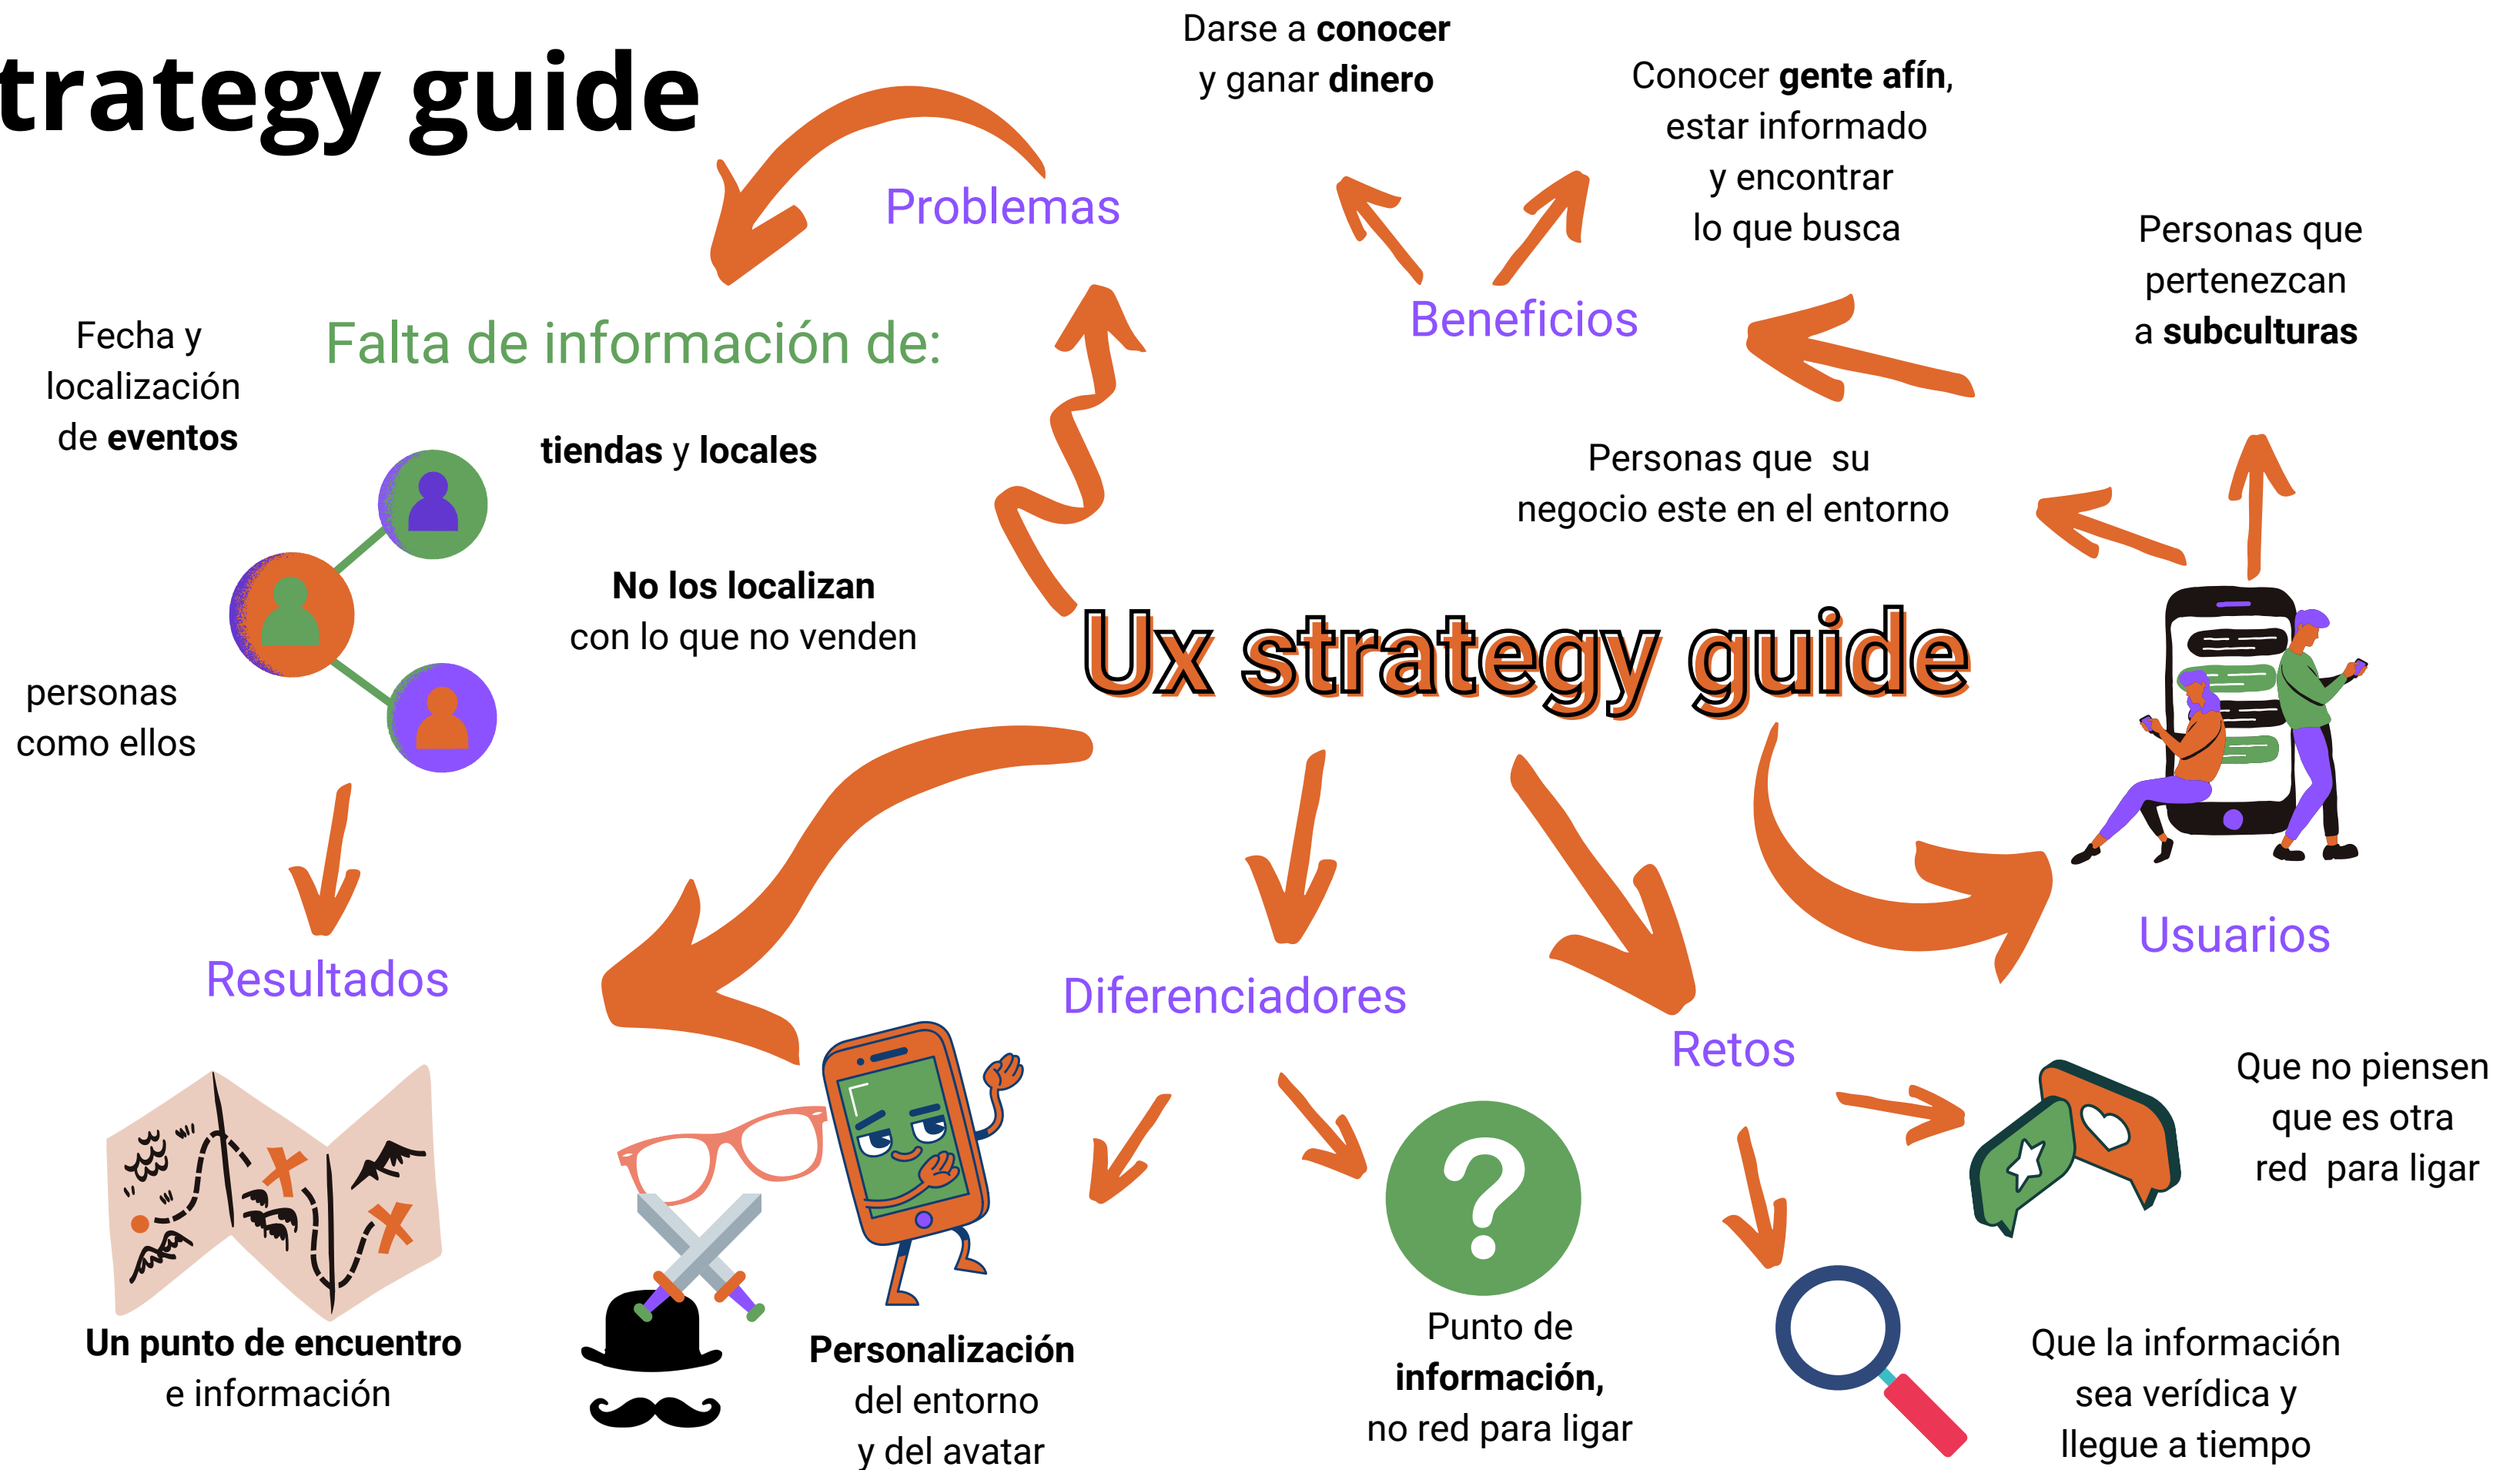 trategy guide
Darse a conocer
y ganar dinero
Conocer gente afín,
estar informado
y encontrar
lo que busca
Problemas
Beneficios
Personas que
pertenezcan
a subculturas
Fecha y
localización
de eventos
Falta de información de:
tiendas y locales
No los localizan
con lo que no venden
personas
como ellos
Personas que  su
negocio este en el entorno
Ux strategy guide
Usuarios
Resultados
Diferenciadores
Retos
Un punto de encuentro
e información
Personalización
del entorno
y del avatar
?
Punto de
información,
no red para ligar
Que no piensen
que es otra
red  para ligar
Que la información
sea verídica y
llegue a tiempo